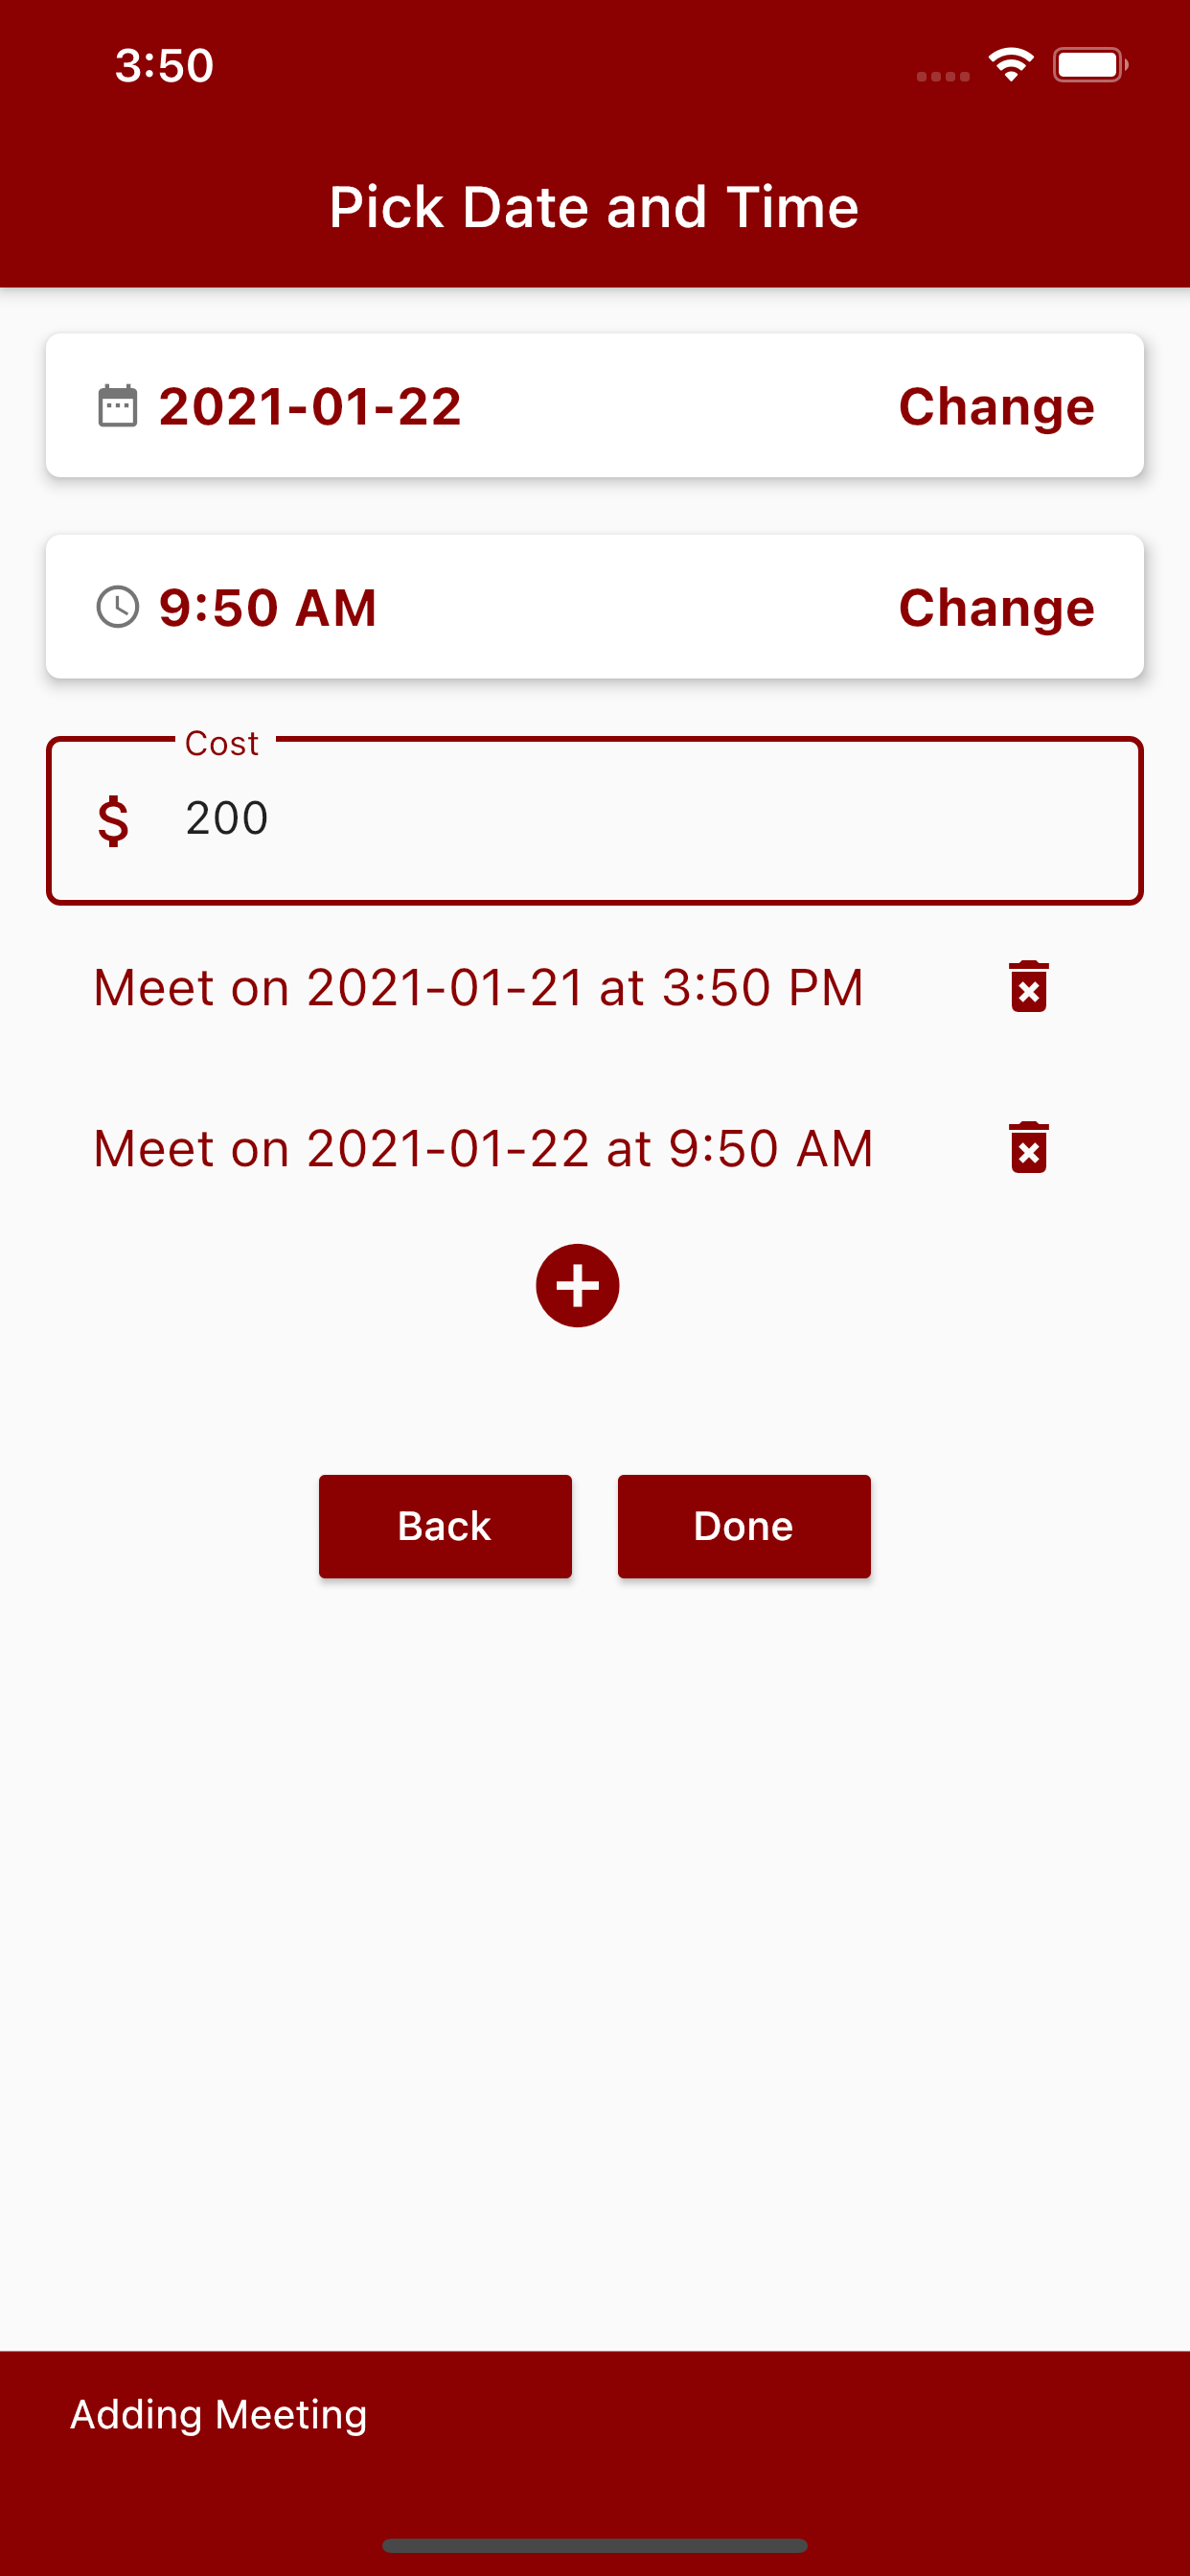 3:50
Pick Date and Time
2021-01-22 Change
9:50 AM Change
Cost
$ 200
Meet on 2021-01-21 at 3:50 PM
Meet on 2021-01-22 at 9:50 AM
Back Done
Adding Meeting